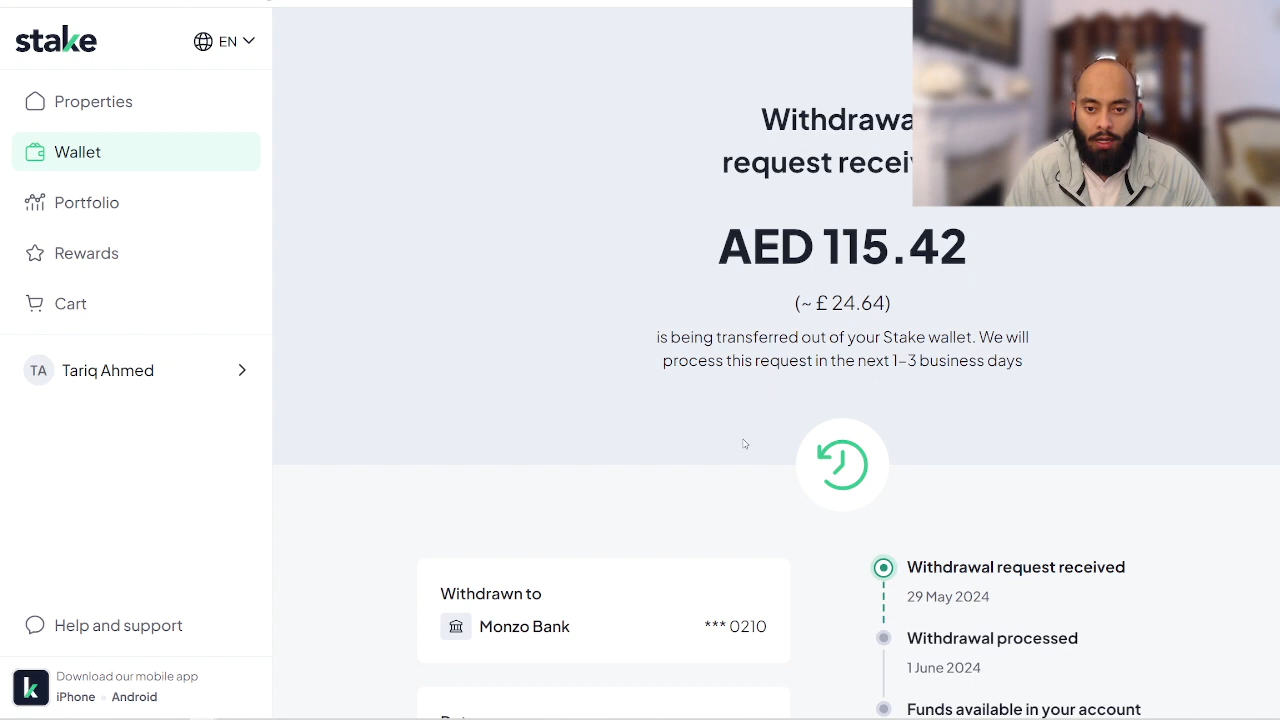 stake
EN
Properties
Wallet
Portfolio
Rewards
Cart
TA Tariq Ahmed
Help and support
k
Download our mobile app
iPhone Android
AED 115.42
(~ £ 24.64)
is being transferred out of your Stake wallet. We will
process this request in the next 1–3 business days
Withdrawn to
Monzo Bank *** 0210
Withdrawal request received
29 May 2024
Withdrawal processed
1 June 2024
Funds available in your account
request